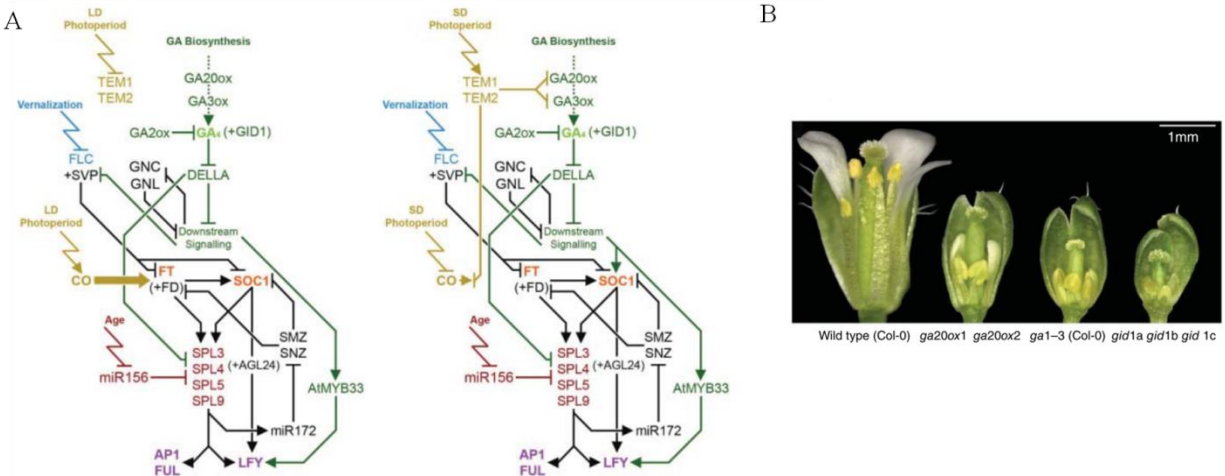 A
LD
Photoperiod
GA Biosynthesis
TEM1
TEM2
GA20ox
GA3ox
Vernalization
GA2ox
GA₄ (+GID1)
FLC
+SVP
GNC
GNL
DELLA
LD
Photoperiod
Downstream
Signalling
CO
FT
(+FD)
SOC1
Age
SMZ
SNZ
SPL3
SPL4
SPL5
SPL9
(+AGL24)
miR156
AtMYB33
miR172
AP1
FUL
LFY
SD
Photoperiod
GA Biosynthesis
TEM1
TEM2
GA20ox
GA3ox
Vernalization
GA2ox
GA₄ (+GID1)
FLC
+SVP
GNC
GNL
DELLA
SD
Photoperiod
Downstream
Signalling
CO
FT
(+FD)
SOC1
Age
SMZ
SNZ
SPL3
SPL4
SPL5
SPL9
(+AGL24)
miR156
AtMYB33
miR172
AP1
FUL
LFY
B
1mm
Wild type (Col-0) ga20ox1 ga20ox2 ga1–3 (Col-0) gid1a gid1b gid 1c